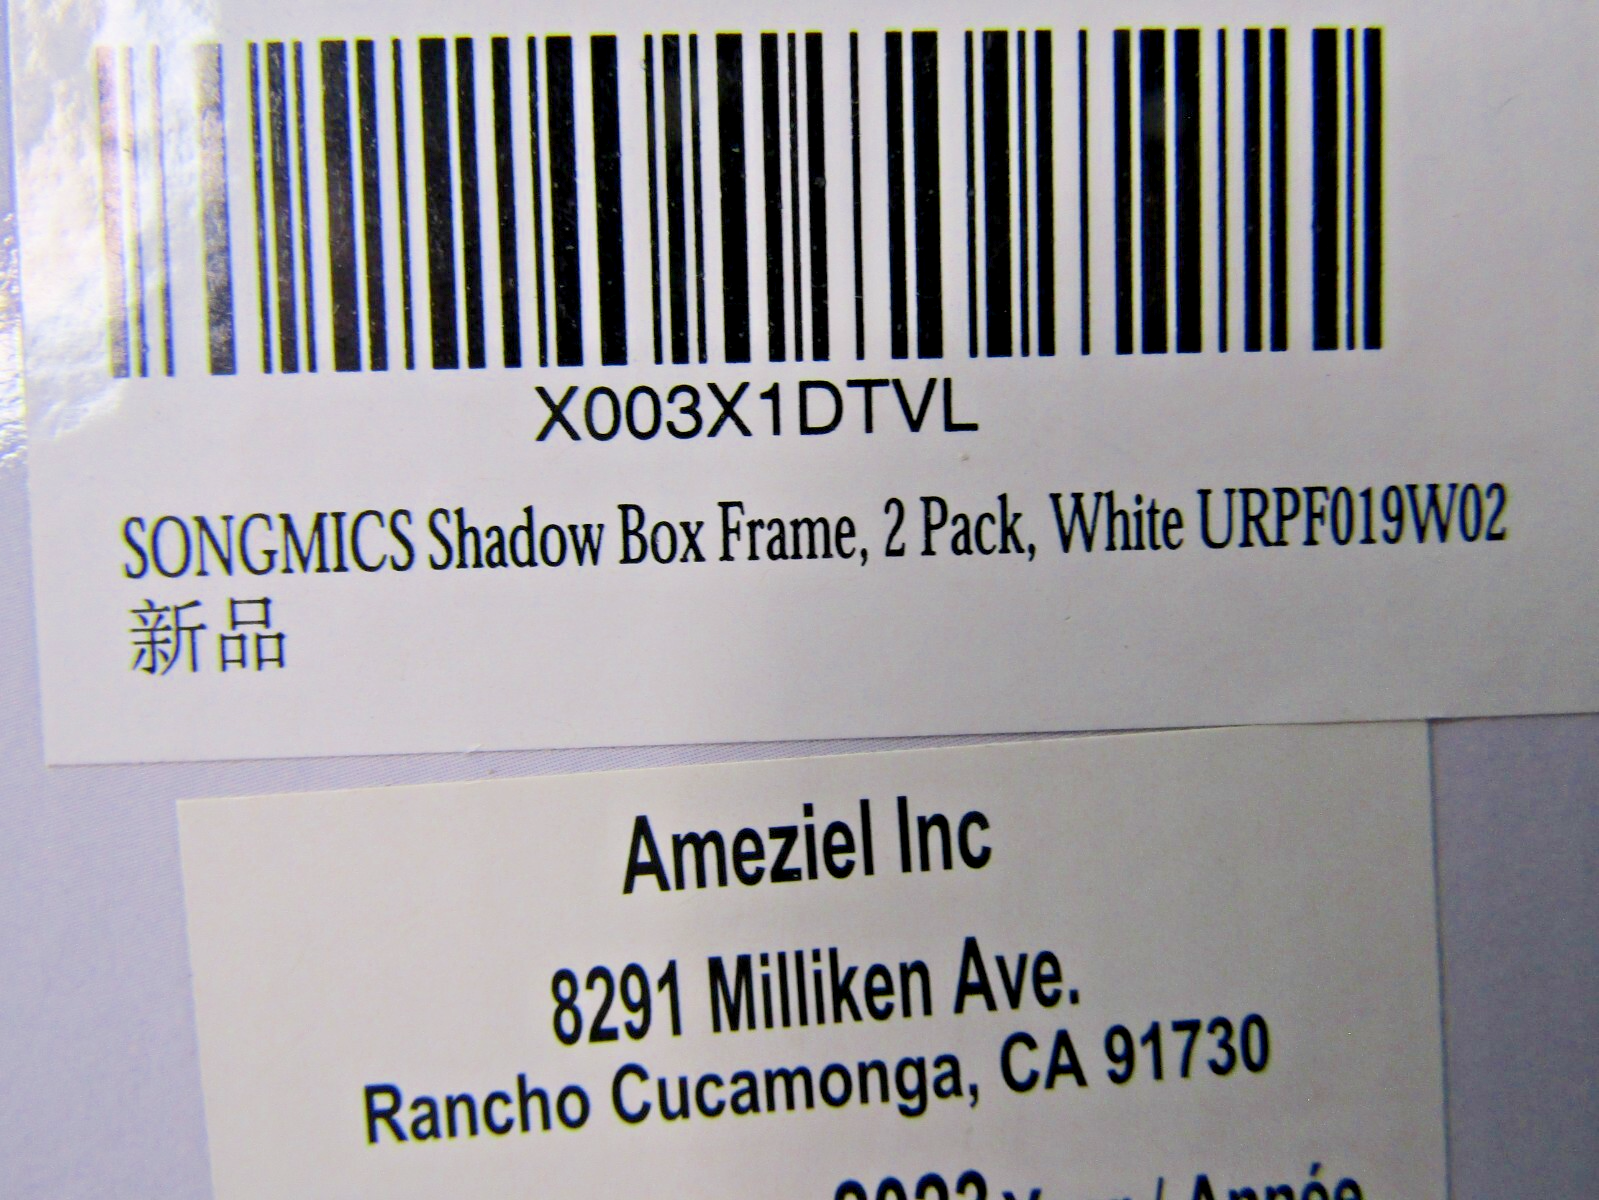 X003X1DTVL
SONGMICS Shadow Box Frame, 2 Pack, White URPF019W02
新品
Ameziel Inc
8291 Milliken Ave.
Rancho Cucamonga, CA 91730
/ Année